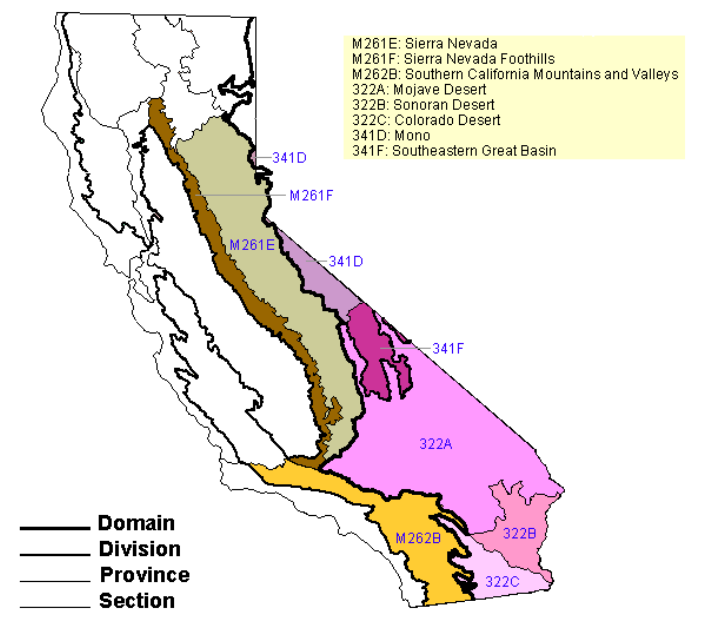 M261E: Sierra Nevada
M261F: Sierra Nevada Foothills
M262B: Southern California Mountains and Valleys
322A: Mojave Desert
322B: Sonoran Desert
322C: Colorado Desert
341D: Mono
341F: Southeastern Great Basin
341D
M261F
M261E
341D
341F
322A
322B
M262B
322C
Domain
Division
Province
Section